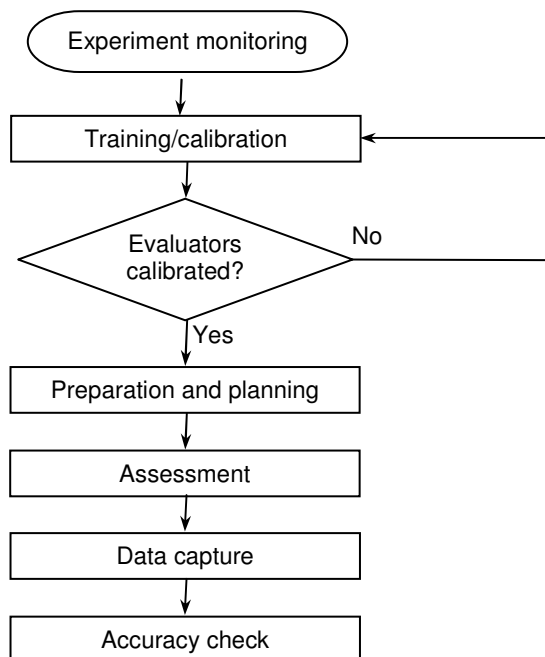 Experiment monitoring
Training/calibration
Evaluators
calibrated?
No
Yes
Preparation and planning
Assessment
Data capture
Accuracy check